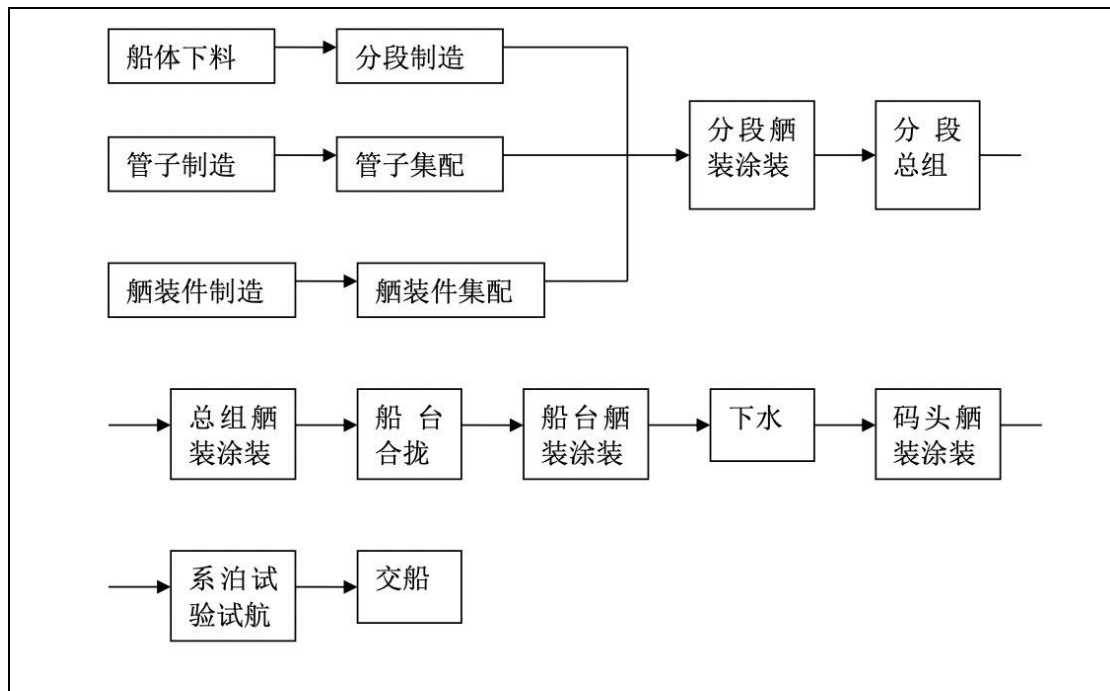 船体下料
分段制造
管子制造
管子集配
舾装件制造
舾装件集配
分段舾
装涂装
分段
总组
总组舾
装涂装
船台
合拢
船台舾
装涂装
下水
码头舾
装涂装
系泊试
验试航
交船